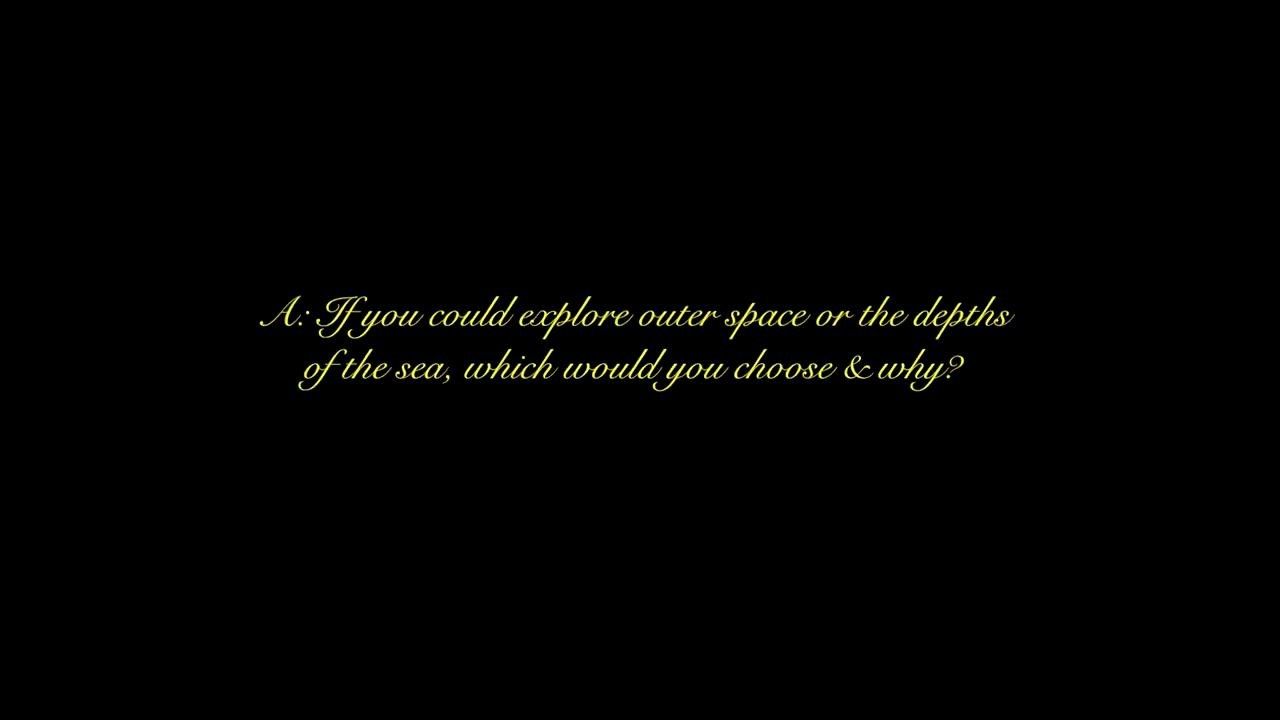 A: If you could explore outer space or the depths
of the sea, which would you choose & why?